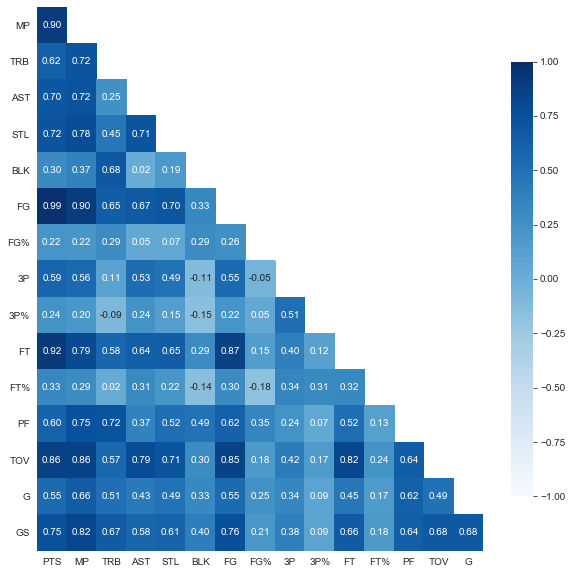 MP 0.90
TRB 0.62 0.72
AST 0.70 0.72 0.25
STL 0.72 0.78 0.45 0.71
BLK 0.30 0.37 0.68 0.02 0.19
FG 0.99 0.90 0.65 0.67 0.70 0.33
FG% 0.22 0.22 0.29 0.05 0.07 0.29 0.26
3P 0.59 0.56 0.11 0.53 0.49 -0.11 0.55 -0.05
3P% 0.24 0.20 -0.09 0.24 0.15 -0.15 0.22 0.05 0.51
FT 0.92 0.79 0.58 0.64 0.65 0.29 0.87 0.15 0.40 0.12
FT% 0.33 0.29 0.02 0.31 0.22 -0.14 0.30 -0.18 0.34 0.31 0.32
PF 0.60 0.75 0.72 0.37 0.52 0.49 0.62 0.35 0.24 0.07 0.52 0.13
TOV 0.86 0.86 0.57 0.79 0.71 0.30 0.85 0.18 0.42 0.17 0.82 0.24 0.64
G 0.55 0.66 0.51 0.43 0.49 0.33 0.55 0.25 0.34 0.09 0.45 0.17 0.62 0.49
GS 0.75 0.82 0.67 0.58 0.61 0.40 0.76 0.21 0.38 0.09 0.66 0.18 0.64 0.68 0.68
PTS MP TRB AST STL BLK FG FG% 3P 3P% FT FT% PF TOV G
1.00
0.75
0.50
0.25
0.00
−0.25
−0.50
−0.75
−1.00